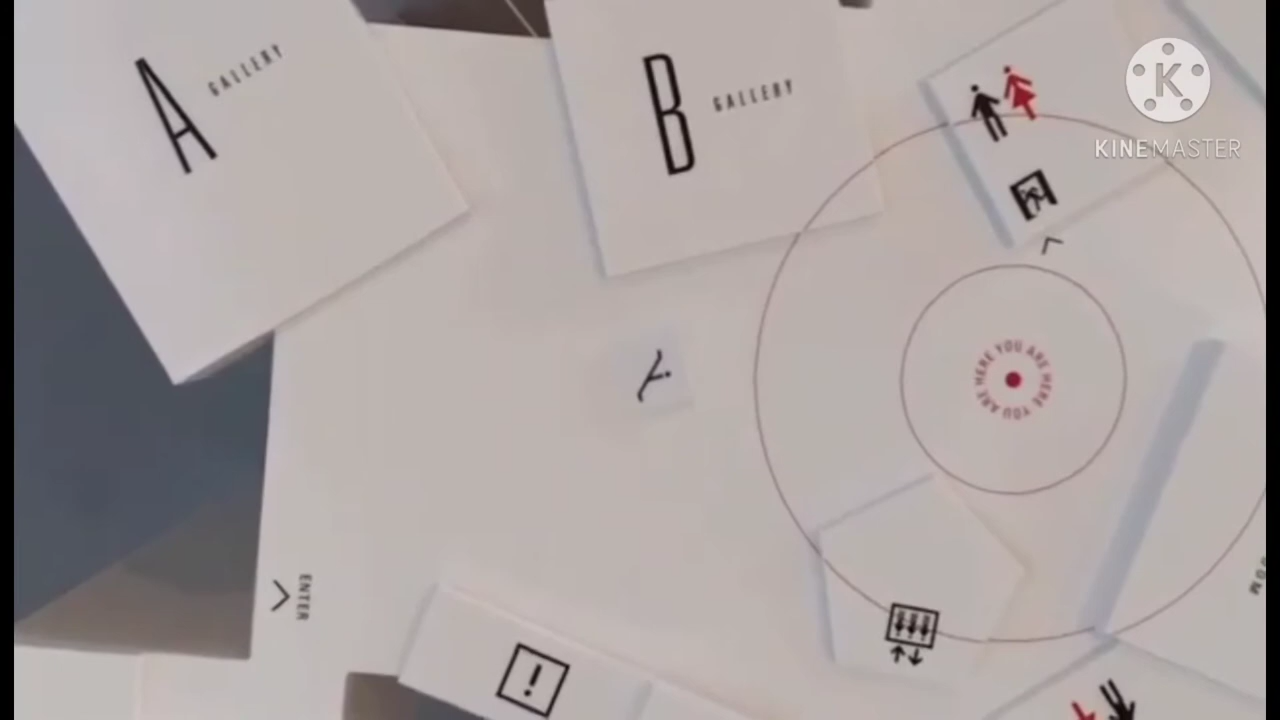 A GALLERY
B GALLERY
K
KINEMASTER
YOU ARE HERE YOU ARE HERE
ENTER
!